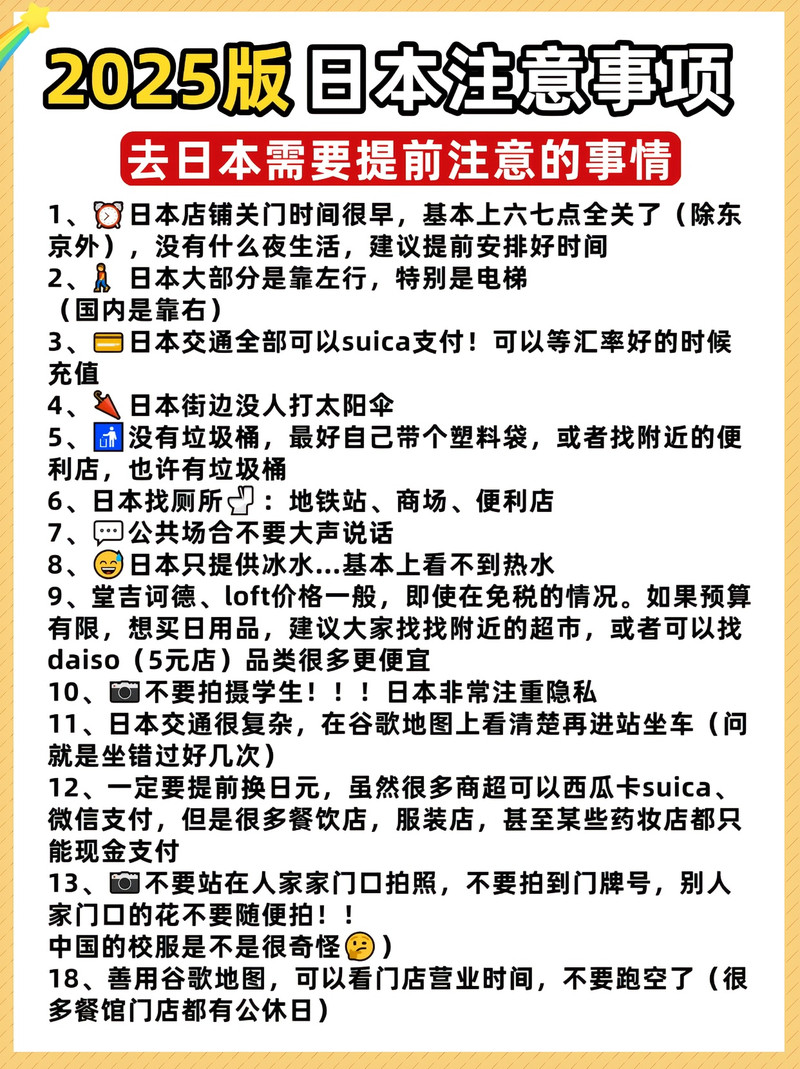 2025版 日本注意事项
去日本需要提前注意的事情
1、⏰日本店铺关门时间很早，基本上六七点全关了（除东
京外），没有什么夜生活，建议提前安排好时间
2、🚶日本大部分是靠左行，特别是电梯
（国内是靠右）
3、💳日本交通全部可以suica支付！可以等汇率好的时候
充值
4、🌂日本街边没人打太阳伞
5、🚮没有垃圾桶，最好自己带个塑料袋，或者找附近的便
利店，也许有垃圾桶
6、日本找厕所🚽：地铁站、商场、便利店
7、💬公共场合不要大声说话
8、😅日本只提供冰水...基本上看不到热水
9、堂吉诃德、loft价格一般，即使在免税的情况。如果预算
有限，想买日用品，建议大家找找附近的超市，或者可以找
daiso（5元店）品类很多更便宜
10、📷不要拍摄学生！！！日本非常注重隐私
11、日本交通很复杂，在谷歌地图上看清楚再进站坐车（问
就是坐错过好几次）
12、一定要提前换日元，虽然很多商超可以西瓜卡suica、
微信支付，但是很多餐饮店，服装店，甚至某些药妆店都只
能现金支付
13、📷不要站在人家家门口拍照，不要拍到门牌号，别人
家门口的花不要随便拍！！
中国的校服是不是很奇怪🤔）
18、善用谷歌地图，可以看门店营业时间，不要跑空了（很
多餐馆门店都有公休日）